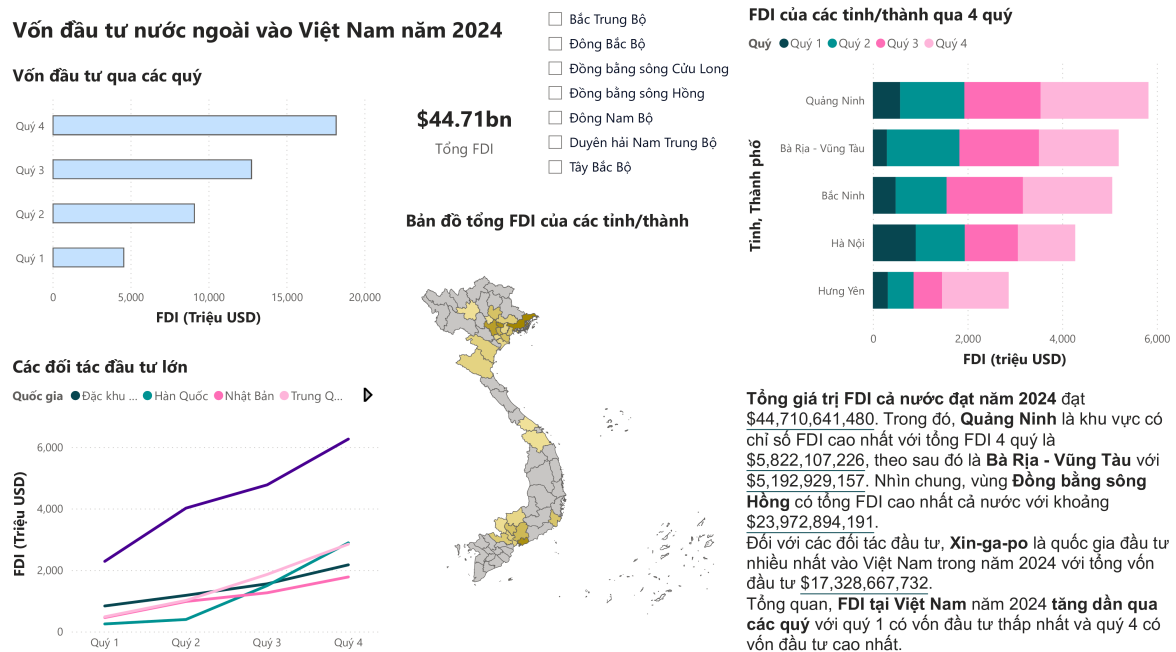 Vốn đầu tư nước ngoài vào Việt Nam năm 2024
Vốn đầu tư qua các quý
Quý 4
Quý 3
Quý 2
Quý 1
0 5,000 10,000 15,000 20,000
FDI (Triệu USD)
$44.71bn
Tổng FDI
Bắc Trung Bộ
Đông Bắc Bộ
Đồng bằng sông Cửu Long
Đồng bằng sông Hồng
Đông Nam Bộ
Duyên hải Nam Trung Bộ
Tây Bắc Bộ
Bản đồ tổng FDI của các tỉnh/thành
Các đối tác đầu tư lớn
Quốc gia Đặc khu ... Hàn Quốc Nhật Bản Trung Q...
FDI (Triệu USD)
6,000
4,000
2,000
0
Quý 1 Quý 2 Quý 3 Quý 4
FDI của các tỉnh/thành qua 4 quý
Quý Quý 1 Quý 2 Quý 3 Quý 4
Tỉnh, Thành phố
Quảng Ninh
Bà Rịa - Vũng Tàu
Bắc Ninh
Hà Nội
Hưng Yên
0 2,000 4,000 6,000
FDI (triệu USD)
Tổng giá trị FDI cả nước đạt năm 2024 đạt
$44,710,641,480. Trong đó, Quảng Ninh là khu vực có
chỉ số FDI cao nhất với tổng FDI 4 quý là
$5,822,107,226, theo sau đó là Bà Rịa - Vũng Tàu với
$5,192,929,157. Nhìn chung, vùng Đồng bằng sông
Hồng có tổng FDI cao nhất cả nước với khoảng
$23,972,894,191.
Đối với các đối tác đầu tư, Xin-ga-po là quốc gia đầu tư
nhiều nhất vào Việt Nam trong năm 2024 với tổng vốn
đầu tư $17,328,667,732.
Tổng quan, FDI tại Việt Nam năm 2024 tăng dần qua
các quý với quý 1 có vốn đầu tư thấp nhất và quý 4 có
vốn đầu tư cao nhất.